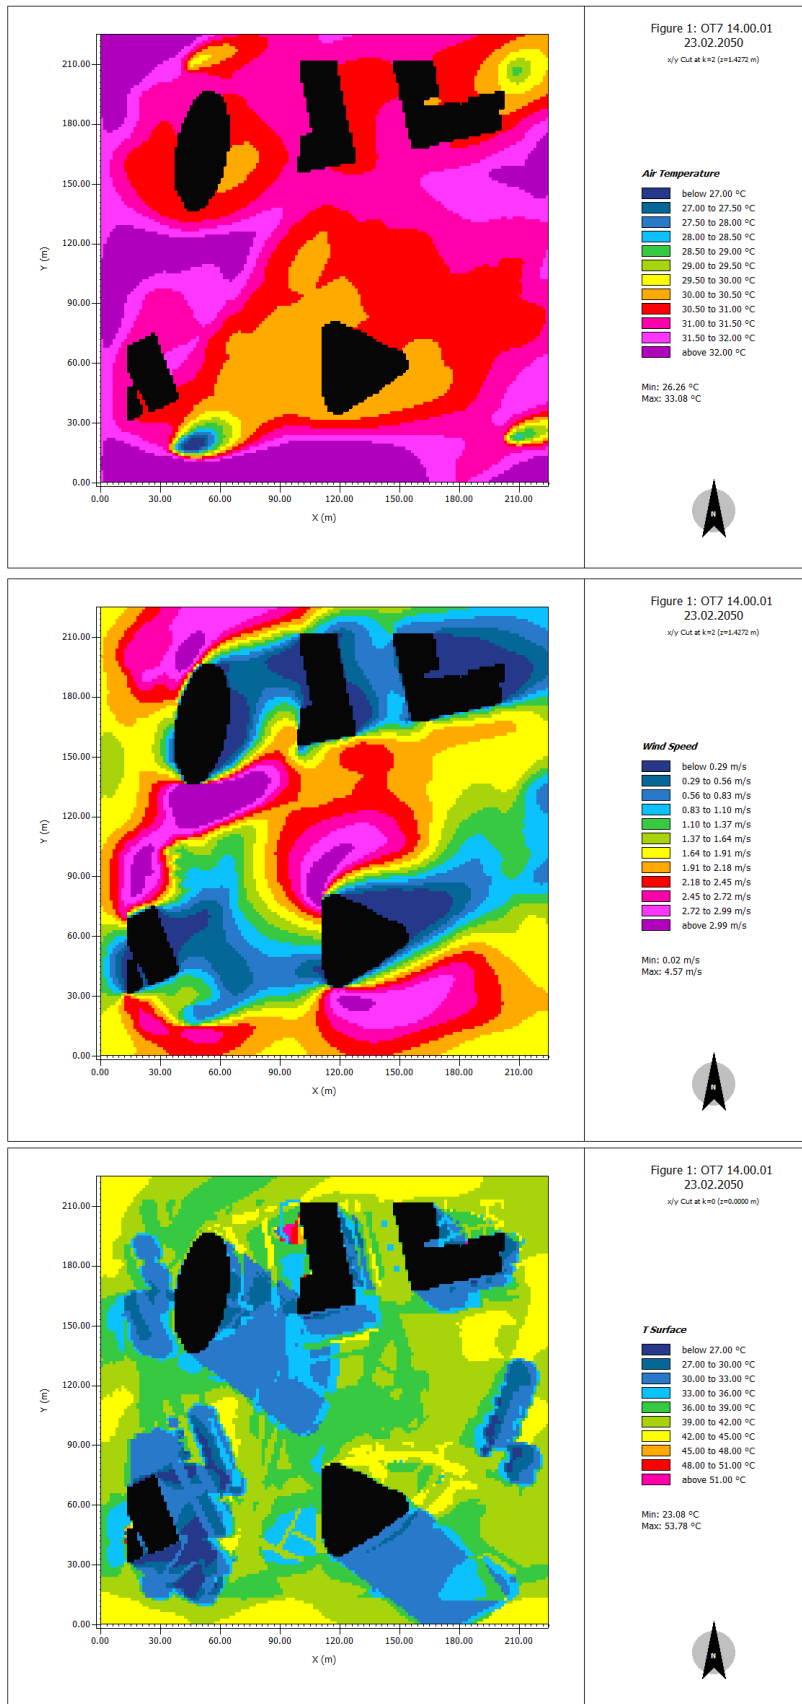 Figure 1: OT7 14.00.01
23.02.2050
x/y Cut at k=2 (z=1.4272 m)
Air Temperature
below 27.00 °C
27.00 to 27.50 °C
27.50 to 28.00 °C
28.00 to 28.50 °C
28.50 to 29.00 °C
29.00 to 29.50 °C
29.50 to 30.00 °C
30.00 to 30.50 °C
30.50 to 31.00 °C
31.00 to 31.50 °C
31.50 to 32.00 °C
above 32.00 °C
Min: 26.26 °C
Max: 33.08 °C
N
210.00
180.00
150.00
120.00
90.00
60.00
30.00
0.00
Y (m)
0.00 30.00 60.00 90.00 120.00 150.00 180.00 210.00
X (m)
Figure 1: OT7 14.00.01
23.02.2050
x/y Cut at k=2 (z=1.4272 m)
Wind Speed
below 0.29 m/s
0.29 to 0.56 m/s
0.56 to 0.83 m/s
0.83 to 1.10 m/s
1.10 to 1.37 m/s
1.37 to 1.64 m/s
1.64 to 1.91 m/s
1.91 to 2.18 m/s
2.18 to 2.45 m/s
2.45 to 2.72 m/s
2.72 to 2.99 m/s
above 2.99 m/s
Min: 0.02 m/s
Max: 4.57 m/s
N
210.00
180.00
150.00
120.00
90.00
60.00
30.00
0.00
Y (m)
0.00 30.00 60.00 90.00 120.00 150.00 180.00 210.00
X (m)
Figure 1: OT7 14.00.01
23.02.2050
x/y Cut at k=0 (z=0.0000 m)
T Surface
below 27.00 °C
27.00 to 30.00 °C
30.00 to 33.00 °C
33.00 to 36.00 °C
36.00 to 39.00 °C
39.00 to 42.00 °C
42.00 to 45.00 °C
45.00 to 48.00 °C
48.00 to 51.00 °C
above 51.00 °C
Min: 23.08 °C
Max: 53.78 °C
N
210.00
180.00
150.00
120.00
90.00
60.00
30.00
0.00
Y (m)
0.00 30.00 60.00 90.00 120.00 150.00 180.00 210.00
X (m)